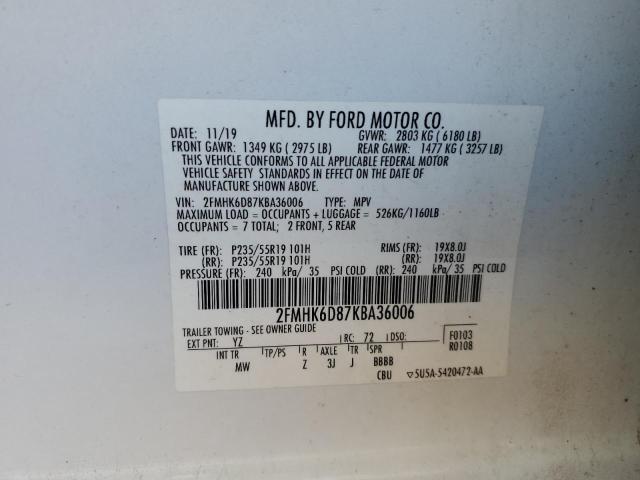 MFD. BY FORD MOTOR CO.
DATE: 11/19 GVWR: 2803 KG ( 6180 LB)
FRONT GAWR: 1349 KG ( 2975 LB) REAR GAWR: 1477 KG ( 3257 LB)
THIS VEHICLE CONFORMS TO ALL APPLICABLE FEDERAL MOTOR
VEHICLE SAFETY STANDARDS IN EFFECT ON THE DATE OF
MANUFACTURE SHOWN ABOVE.
VIN: 2FMHK6D87KBA36006 TYPE: MPV
MAXIMUM LOAD = OCCUPANTS + LUGGAGE = 526KG/1160LB
OCCUPANTS = 7 TOTAL; 2 FRONT, 5 REAR
TIRE (FR): P235/55R19 101H RIMS (FR): 19X8.0J
(RR): P235/55R19 101H (RR): 19X8.0J
PRESSURE (FR): 240 kPa/ 35 PSI COLD (RR): 240 kPa/ 35 PSI COLD
2FMHK6D87KBA36006
TRAILER TOWING - SEE OWNER GUIDE
EXT PNT: YZ RC: 72 DSO: F0103
R0108
INT TR TP/PS R AXLE TR SPR
MW Z 3J J BBBB
CBU ▽5U5A-5420472-AA